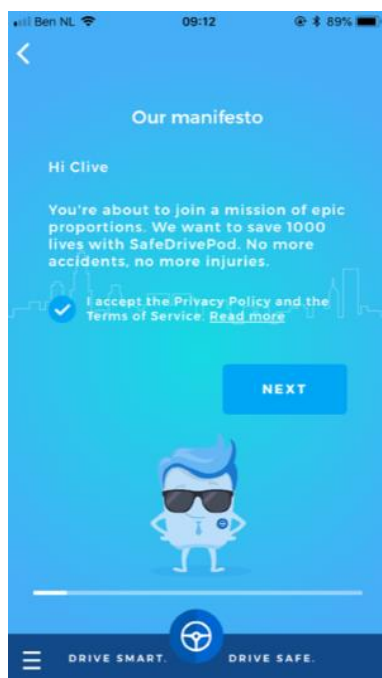 Ben NL 09:12 89%
Our manifesto
Hi Clive
You're about to join a mission of epic
proportions. We want to save 1000
lives with SafeDrivePod. No more
accidents, no more injuries.
I accept the Privacy Policy and the
Terms of Service. Read more
NEXT
DRIVE SMART. DRIVE SAFE.